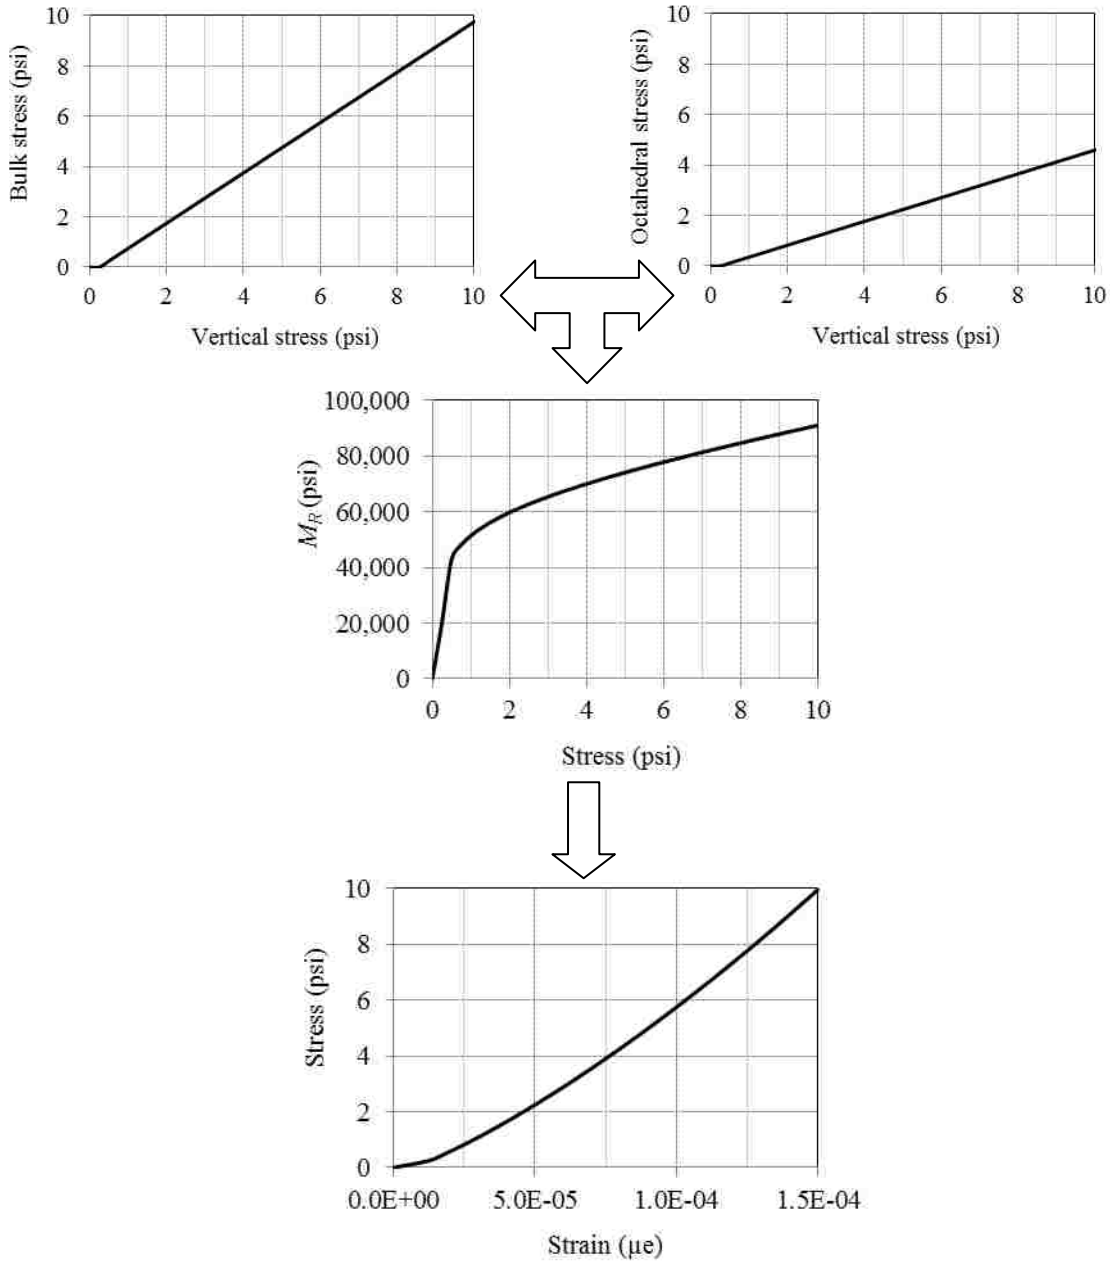 10
8
6
4
2
0
Bulk stress (psi)
0 2 4 6 8 10
Vertical stress (psi)
10
8
6
4
2
0
Octahedral stress (psi)
0 2 4 6 8 10
Vertical stress (psi)
100,000
80,000
60,000
40,000
20,000
0
M_R (psi)
0 2 4 6 8 10
Stress (psi)
10
8
6
4
2
0
Stress (psi)
0.0E+00 5.0E-05 1.0E-04 1.5E-04
Strain (µe)